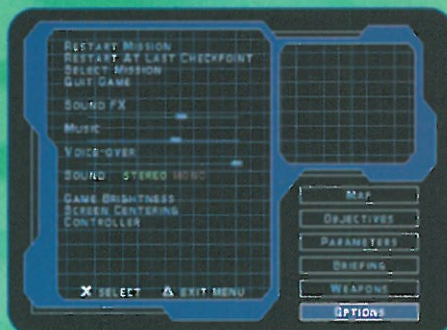 RESTART MISSION
RESTART AT LAST CHECKPOINT
SELECT MISSION
QUIT GAME
SOUND FX
MUSIC
VOICE-OVER
SOUND STEREO MONO
GAME BRIGHTNESS
SCREEN CENTERING
CONTROLLER
X SELECT △ EXIT MENU
MAP
OBJECTIVES
PARAMETERS
BRIEFING
WEAPONS
OPTIONS